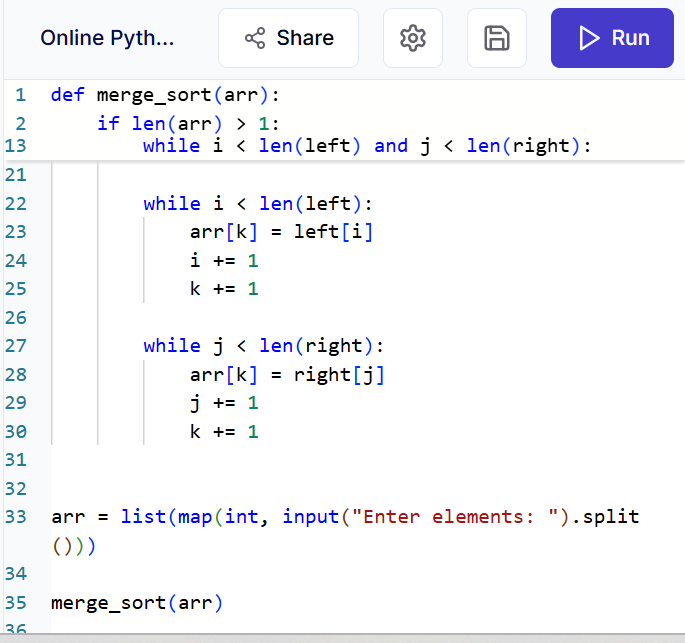 Online Pyth... Share Run
1 def merge_sort(arr):
2 if len(arr) > 1:
13 while i < len(left) and j < len(right):
21
22 while i < len(left):
23 arr[k] = left[i]
24 i += 1
25 k += 1
26
27 while j < len(right):
28 arr[k] = right[j]
29 j += 1
30 k += 1
31
32
33 arr = list(map(int, input("Enter elements: ").split
()))
34
35 merge_sort(arr)
36